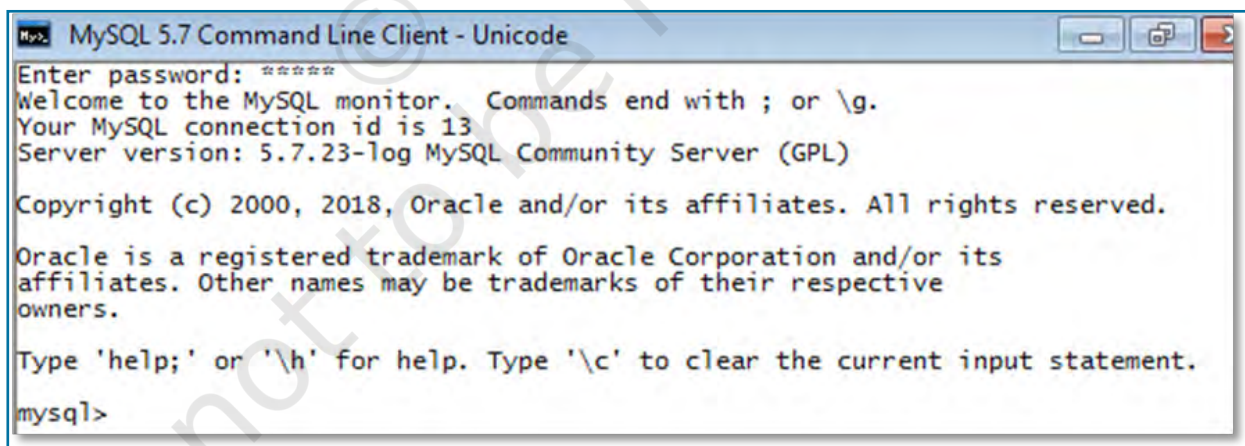 MySQL 5.7 Command Line Client - Unicode
Enter password: *****
Welcome to the MySQL monitor.  Commands end with ; or \g.
Your MySQL connection id is 13
Server version: 5.7.23-log MySQL Community Server (GPL)
Copyright (c) 2000, 2018, Oracle and/or its affiliates. All rights reserved.
Oracle is a registered trademark of Oracle Corporation and/or its
affiliates. Other names may be trademarks of their respective
owners.
Type 'help;' or '\h' for help. Type '\c' to clear the current input statement.
mysql>
not to be